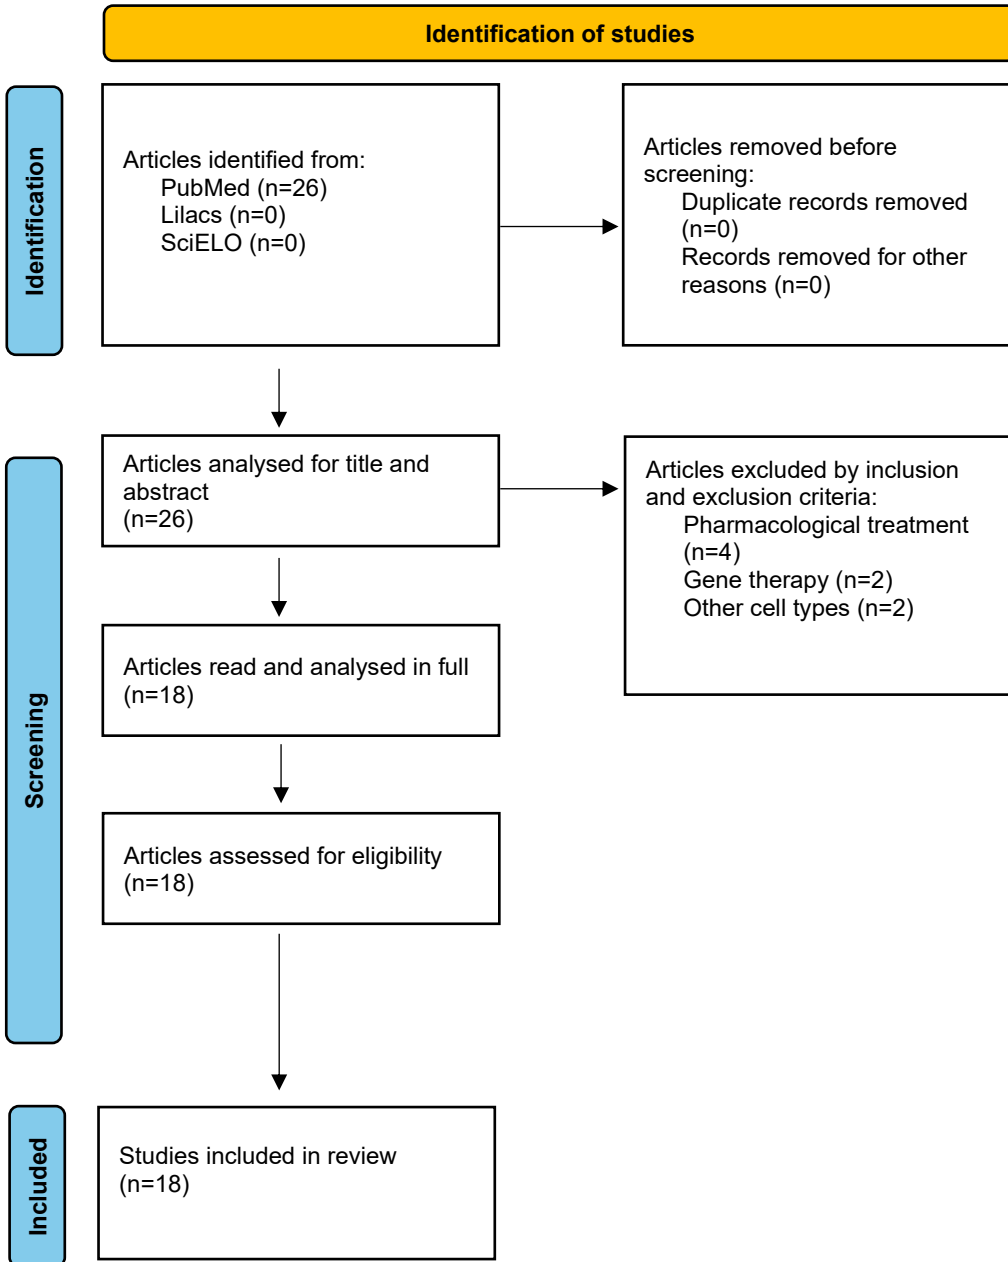 Identification of studies
Identification
Articles identified from:
PubMed (n=26)
Lilacs (n=0)
SciELO (n=0)
Articles removed before
screening:
Duplicate records removed
(n=0)
Records removed for other
reasons (n=0)
Screening
Articles analysed for title and
abstract
(n=26)
Articles excluded by inclusion
and exclusion criteria:
Pharmacological treatment
(n=4)
Gene therapy (n=2)
Other cell types (n=2)
Articles read and analysed in full
(n=18)
Articles assessed for eligibility
(n=18)
Included
Studies included in review
(n=18)